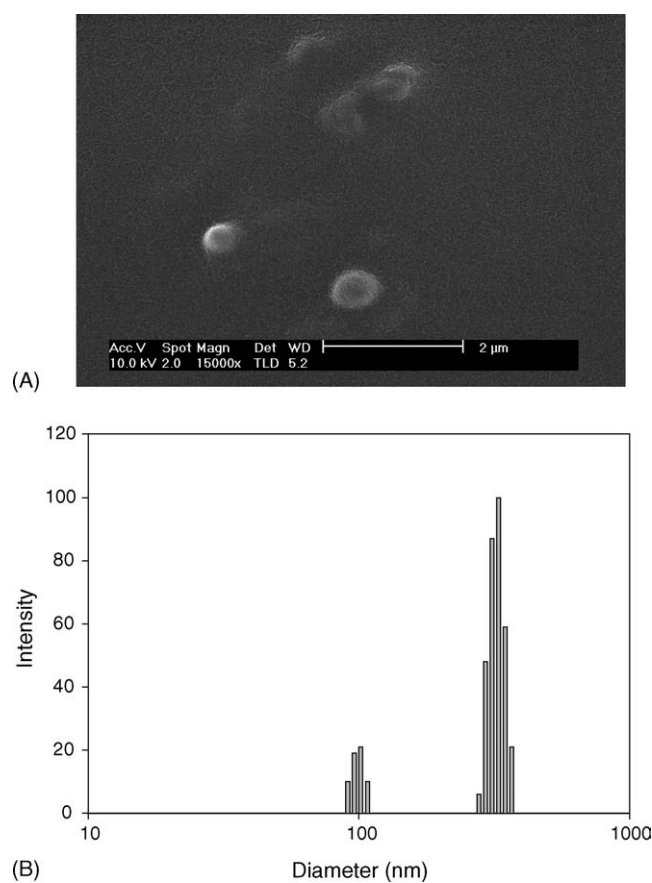 Acc.V Spot Magn Det WD 2 µm
10.0 kV 2.0 15000x TLD 5.2
(A)
120
100
80
60
40
20
0
Intensity
10 100 1000
Diameter (nm)
(B)